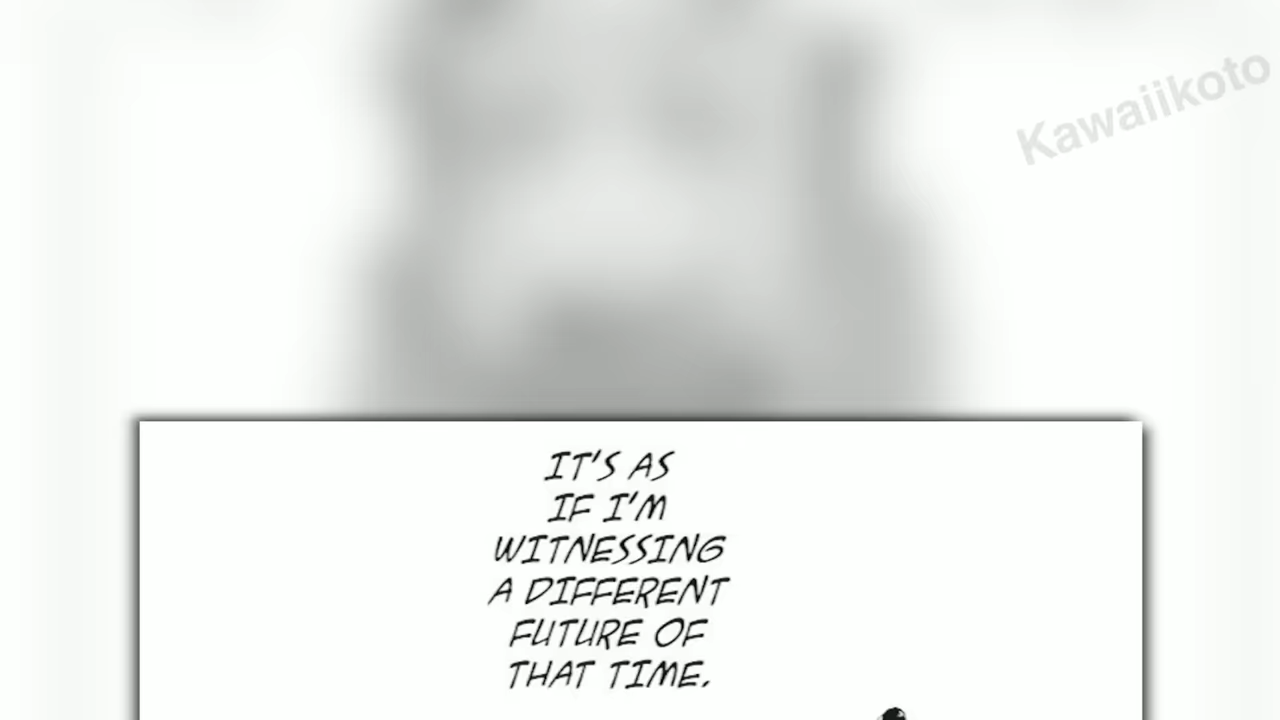 Kawaiikoto
IT'S AS
IF I'M
WITNESSING
A DIFFERENT
FUTURE OF
THAT TIME.